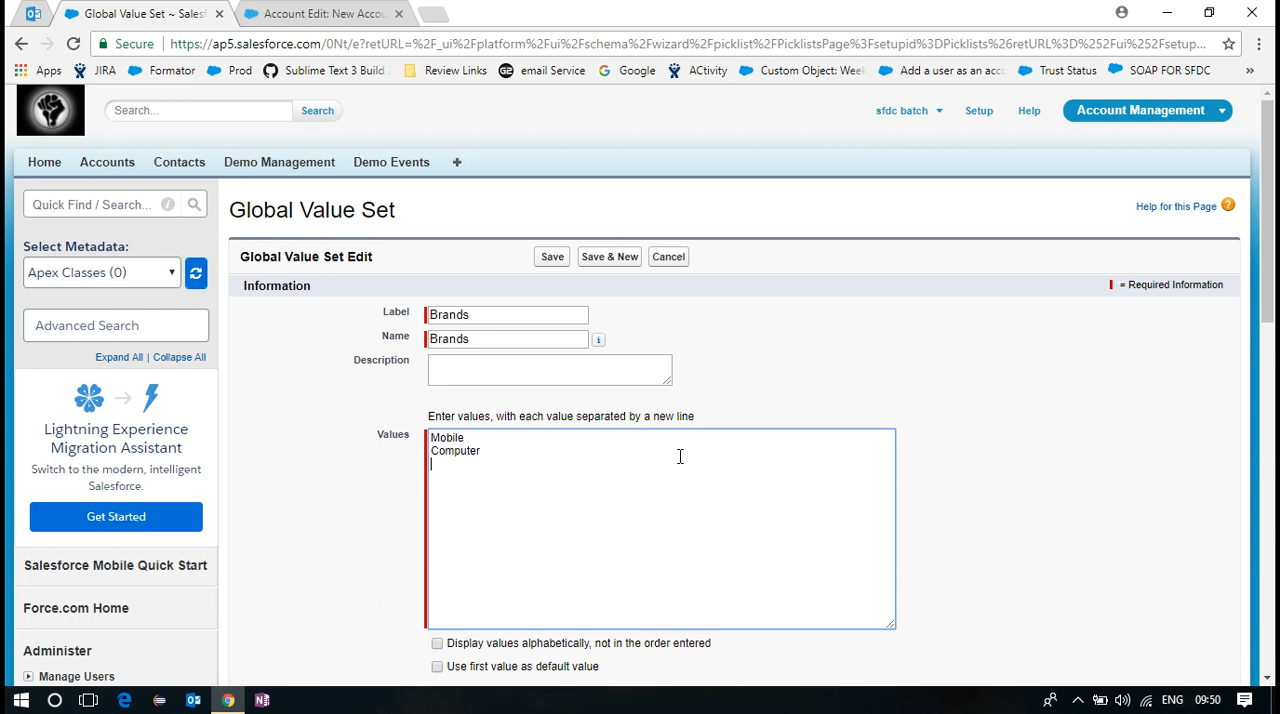 Global Value Set ~ Salesf
Account Edit: New Accou
Secure
https://ap5.salesforce.com/0Nt/e?retURL=%2F_ui%2Fplatform%2Fui%2Fschema%2Fwizard%2Fpicklist%2FPicklistsPage%3Fsetupid%3DPicklists%26retURL%3D%252Fui%252Fsetup...
Apps
JIRA
Formator
Prod
Sublime Text 3 Build
Review Links
email Service
Google
ACtivity
Custom Object: Week
Add a user as an acco
Trust Status
SOAP FOR SFDC
»
Search...
Search
sfdc batch
Setup
Help
Account Management
Home
Accounts
Contacts
Demo Management
Demo Events
+
Quick Find / Search...
Global Value Set
Help for this Page
Select Metadata:
Apex Classes (0)
Advanced Search
Expand All | Collapse All
Lightning Experience
Migration Assistant
Switch to the modern, intelligent
Salesforce.
Get Started
Salesforce Mobile Quick Start
Force.com Home
Administer
Manage Users
Global Value Set Edit
Save
Save & New
Cancel
Information
= Required Information
Label
Brands
Name
Brands
Description
Enter values, with each value separated by a new line
Values
Mobile
Computer
Display values alphabetically, not in the order entered
Use first value as default value
ENG
09:50